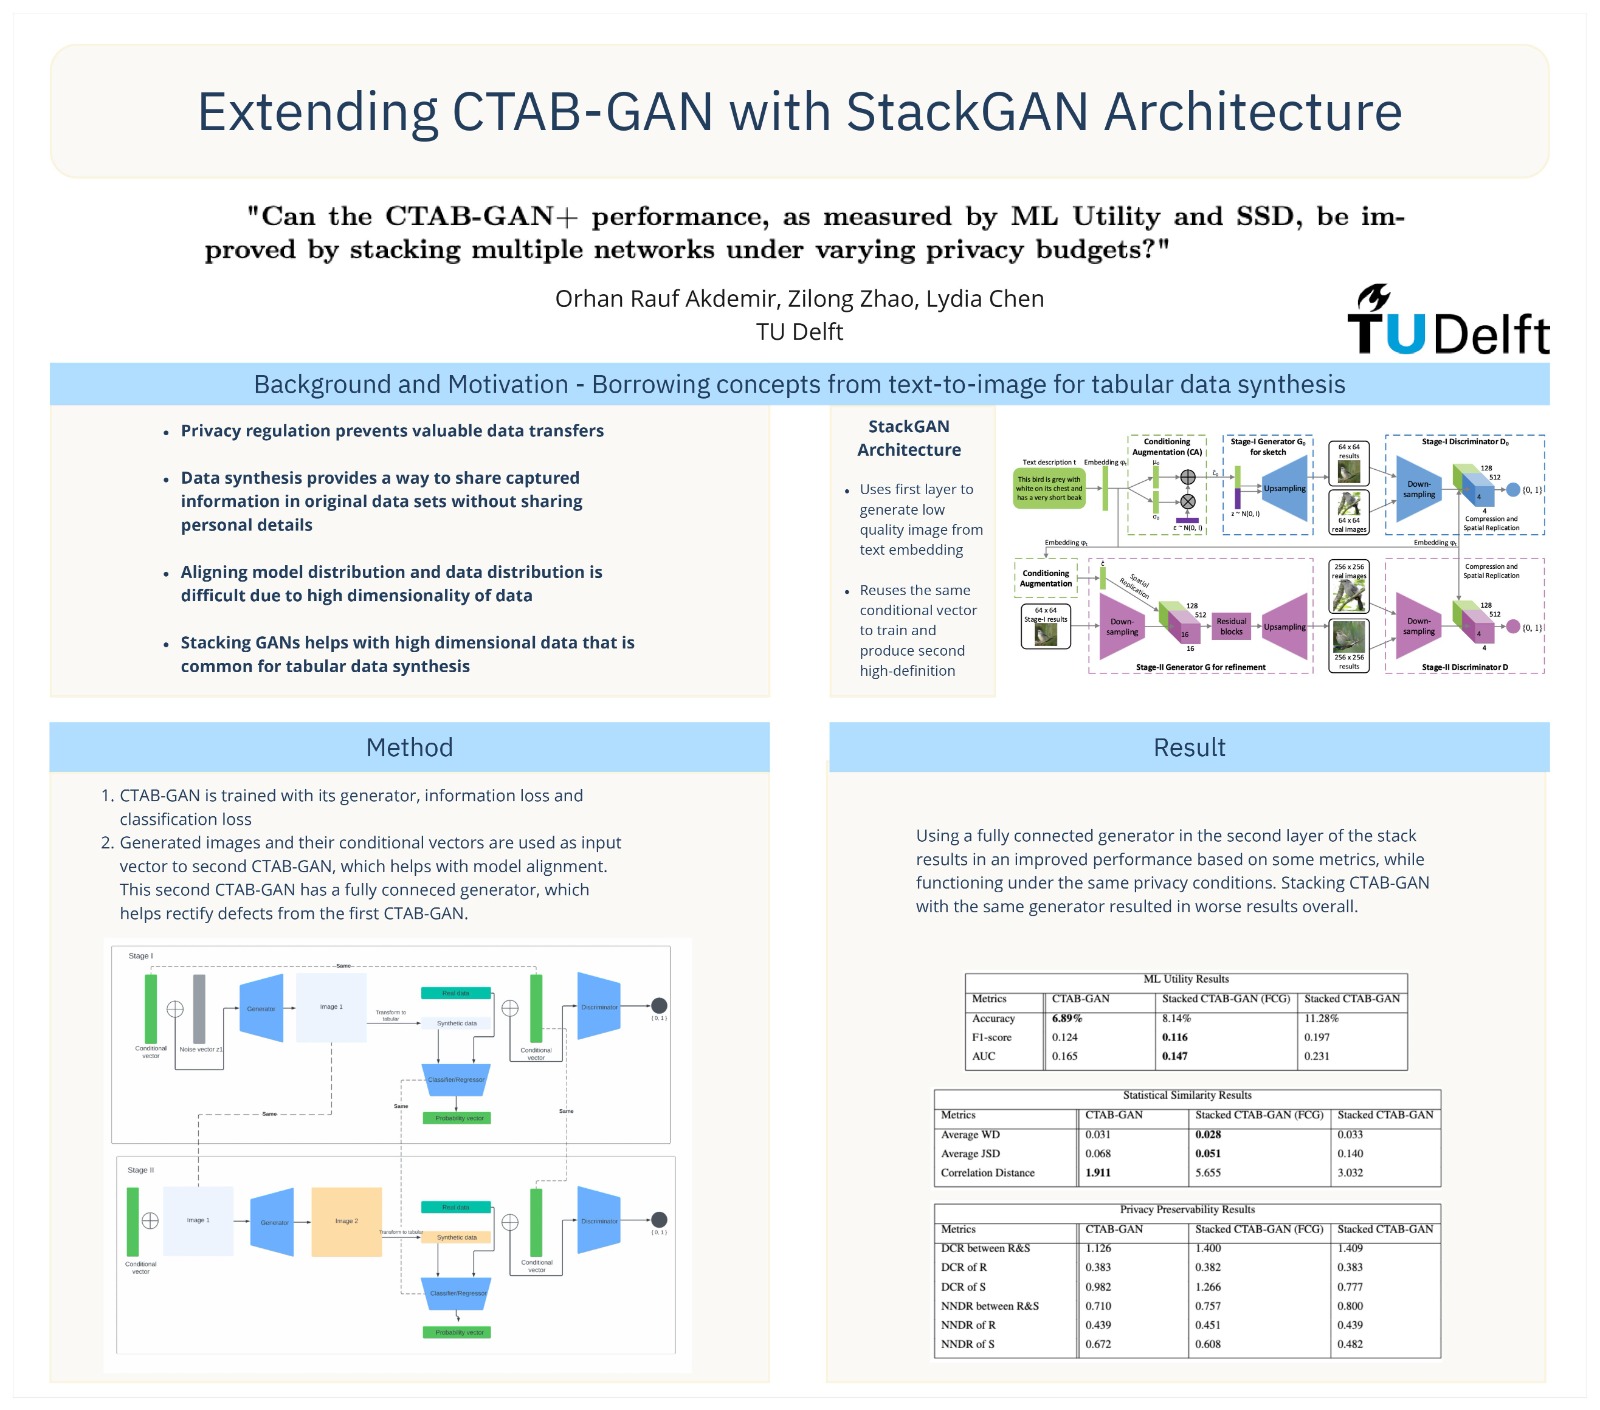 Extending CTAB-GAN with StackGAN Architecture
"Can the CTAB-GAN+ performance, as measured by ML Utility and SSD, be im-
proved by stacking multiple networks under varying privacy budgets?"
Orhan Rauf Akdemir, Zilong Zhao, Lydia Chen
TU Delft
TU Delft
Background and Motivation - Borrowing concepts from text-to-image for tabular data synthesis
• Privacy regulation prevents valuable data transfers
• Data synthesis provides a way to share captured
information in original data sets without sharing
personal details
• Aligning model distribution and data distribution is
difficult due to high dimensionality of data
• Stacking GANs helps with high dimensional data that is
common for tabular data synthesis
StackGAN
Architecture
• Uses first layer to
generate low
quality image from
text embedding
• Reuses the same
conditional vector
to train and
produce second
high-definition
Text description t
This bird is grey with
white on its chest and
has a very short beak
Embedding φt
Conditioning
Augmentation (CA)
μ0
σ0
ε ~ N(0, I)
ĉ0
Stage-I Generator G0
for sketch
z ~ N(0, I)
Upsampling
64 x 64
results
64 x 64
real images
Stage-I Discriminator D0
Down-
sampling
128
512
4
4
{0, 1}
Compression and
Spatial Replication
Embedding φt
Embedding φt
Conditioning
Augmentation
64 x 64
Stage-I results
ĉ
Spatial
Replication
Down-
sampling
128
512
16
16
Residual
blocks
Upsampling
Stage-II Generator G for refinement
256 x 256
real images
256 x 256
results
Compression and
Spatial Replication
Down-
sampling
128
512
4
4
{0, 1}
Stage-II Discriminator D
Method
1. CTAB-GAN is trained with its generator, information loss and
classification loss
2. Generated images and their conditional vectors are used as input
vector to second CTAB-GAN, which helps with model alignment.
This second CTAB-GAN has a fully conneced generator, which
helps rectify defects from the first CTAB-GAN.
Stage I
Same
Conditional
vector
Noise vector z1
Generator
Image 1
Transform to
tabular
Real data
Synthetic data
Classifier/Regressor
Probability vector
Conditional
vector
Discriminator
( 0, 1 )
Same
Same
Same
Stage II
Conditional
vector
Image 1
Generator
Image 2
Transform to tabular
Real data
Synthetic data
Classifier/Regressor
Probability vector
Conditional
vector
Discriminator
( 0, 1 )
Result
Using a fully connected generator in the second layer of the stack
results in an improved performance based on some metrics, while
functioning under the same privacy conditions. Stacking CTAB-GAN
with the same generator resulted in worse results overall.
ML Utility Results
Metrics CTAB-GAN Stacked CTAB-GAN (FCG) Stacked CTAB-GAN
Accuracy 6.89% 8.14% 11.28%
F1-score 0.124 0.116 0.197
AUC 0.165 0.147 0.231
Statistical Similarity Results
Metrics CTAB-GAN Stacked CTAB-GAN (FCG) Stacked CTAB-GAN
Average WD 0.031 0.028 0.033
Average JSD 0.068 0.051 0.140
Correlation Distance 1.911 5.655 3.032
Privacy Preservability Results
Metrics CTAB-GAN Stacked CTAB-GAN (FCG) Stacked CTAB-GAN
DCR between R&S 1.126 1.400 1.409
DCR of R 0.383 0.382 0.383
DCR of S 0.982 1.266 0.777
NNDR between R&S 0.710 0.757 0.800
NNDR of R 0.439 0.451 0.439
NNDR of S 0.672 0.608 0.482